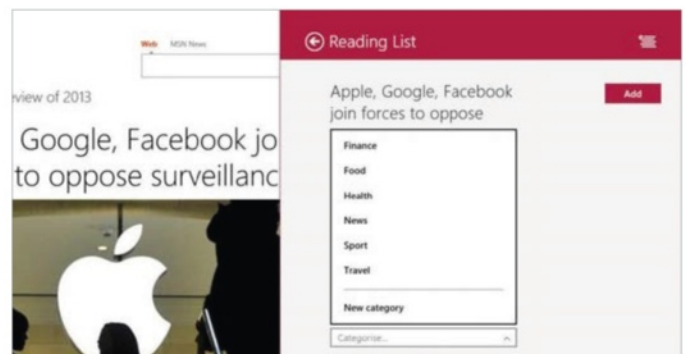 Web MSN News
view of 2013
Google, Facebook jo
to oppose surveillanc
Reading List
Apple, Google, Facebook
join forces to oppose
Add
Finance
Food
Health
News
Sport
Travel
New category
Categorise...